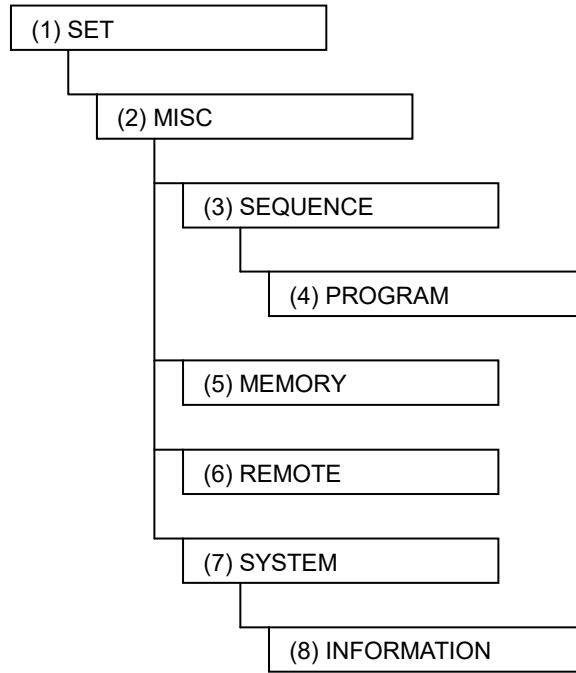 (1) SET
(2) MISC
(3) SEQUENCE
(4) PROGRAM
(5) MEMORY
(6) REMOTE
(7) SYSTEM
(8) INFORMATION